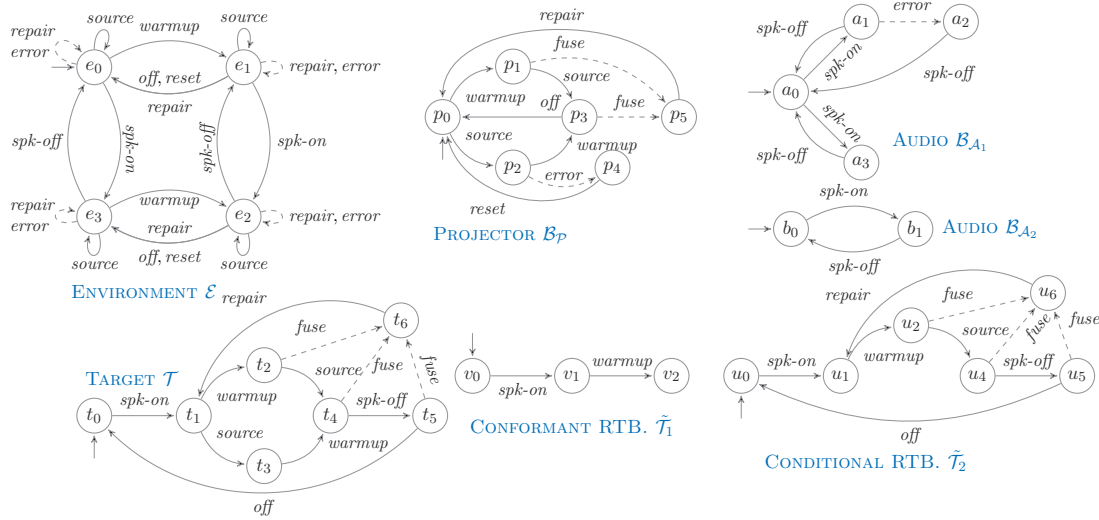 source
source
repair
error
warmup
e0
e1
repair, error
off, reset
repair
spk-off
spk-on
spk-off
spk-on
repair
error
warmup
e3
e2
repair, error
repair
off, reset
source
source
ENVIRONMENT ℰ
repair
fuse
p1
source
warmup
off
fuse
p0
p3
p5
source
warmup
p2
p4
error
reset
PROJECTOR ℬ𝒫
error
a1
a2
spk-off
spk-on
spk-off
a0
spk-on
spk-off
a3
AUDIO ℬ𝒜1
spk-on
b0
b1
AUDIO ℬ𝒜2
spk-off
repair
fuse
t6
t2
TARGET 𝒯
source
fuse
fuse
spk-on
warmup
t0
t1
t4
spk-off
t5
source
warmup
t3
off
v0
v1
warmup
v2
spk-on
CONFORMANT RTB. 𝒯̃1
repair
fuse
u6
u2
source
fuse
fuse
spk-on
warmup
spk-off
u0
u1
u4
u5
off
CONDITIONAL RTB. 𝒯̃2